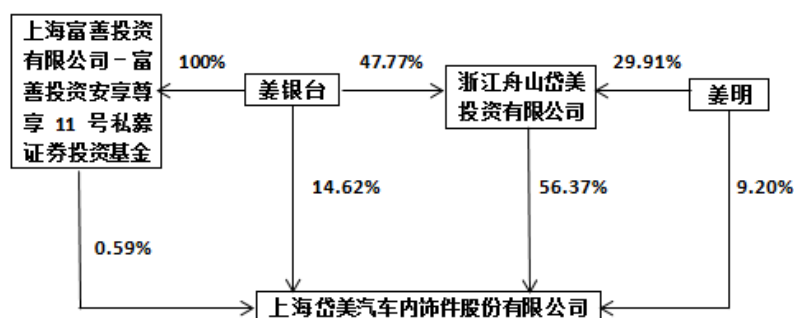 上海富善投资
有限公司－富
善投资安享尊
享 11 号私募
证券投资基金
100%
姜银台
47.77%
浙江舟山岱美
投资有限公司
29.91%
姜明
0.59%
14.62%
56.37%
9.20%
上海岱美汽车内饰件股份有限公司